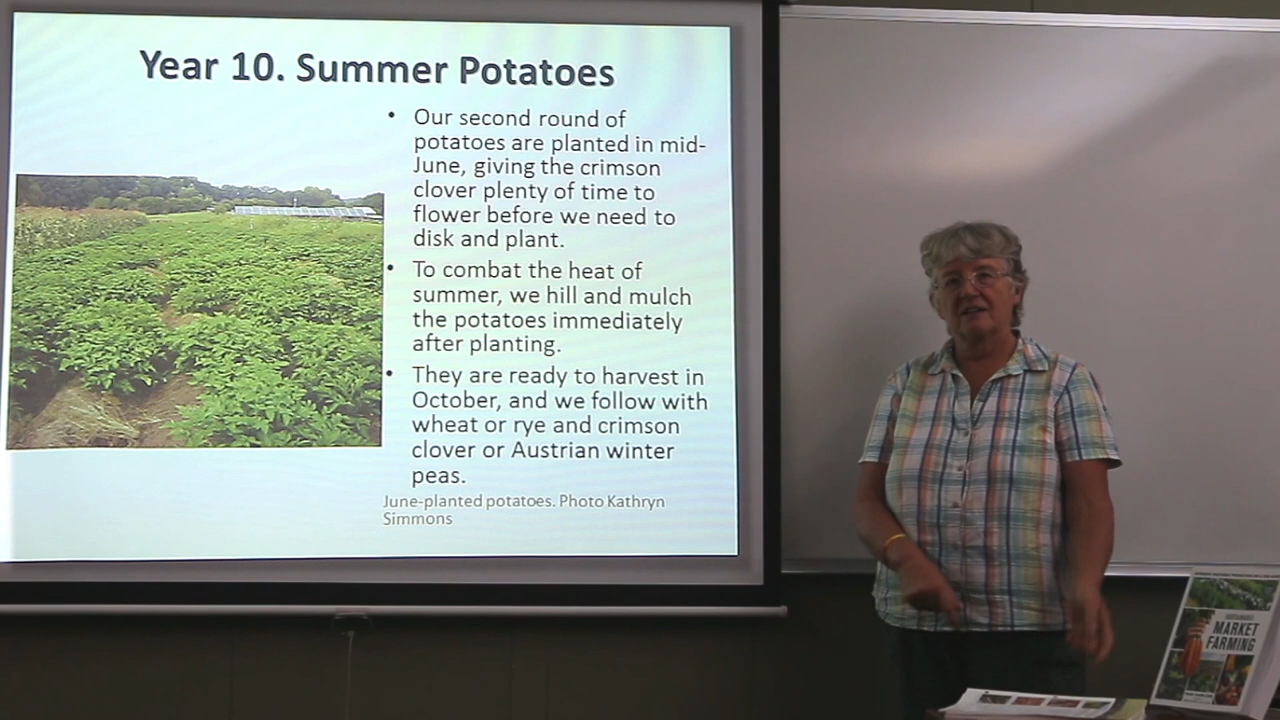 Year 10. Summer Potatoes
• Our second round of
potatoes are planted in mid-
June, giving the crimson
clover plenty of time to
flower before we need to
disk and plant.
• To combat the heat of
summer, we hill and mulch
the potatoes immediately
after planting.
• They are ready to harvest in
October, and we follow with
wheat or rye and crimson
clover or Austrian winter
peas.
June-planted potatoes. Photo Kathryn
Simmons
SUSTAINABLE
MARKET
FARMING